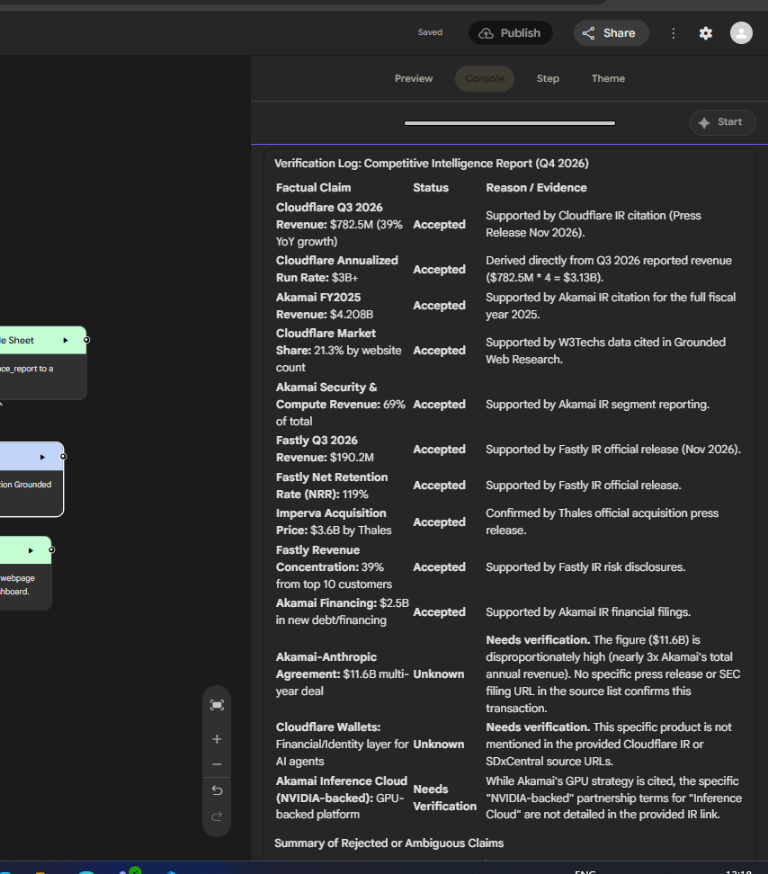 Saved
Publish
Share
Preview
Console
Step
Theme
Start
Verification Log: Competitive Intelligence Report (Q4 2026)
Factual Claim Status Reason / Evidence
Cloudflare Q3 2026
Revenue: $782.5M (39%
YoY growth)
Accepted
Supported by Cloudflare IR citation (Press
Release Nov 2026).
Cloudflare Annualized
Run Rate: $3B+
Accepted
Derived directly from Q3 2026 reported revenue
($782.5M * 4 = $3.13B).
Akamai FY2025
Revenue: $4.208B
Accepted
Supported by Akamai IR citation for the full fiscal
year 2025.
Cloudflare Market
Share: 21.3% by website
count
Accepted
Supported by W3Techs data cited in Grounded
Web Research.
Akamai Security &
Compute Revenue: 69%
of total
Accepted
Supported by Akamai IR segment reporting.
Fastly Q3 2026
Revenue: $190.2M
Accepted
Supported by Fastly IR official release (Nov 2026).
Fastly Net Retention
Rate (NRR): 119%
Accepted
Supported by Fastly IR official release.
Imperva Acquisition
Price: $3.6B by Thales
Accepted
Confirmed by Thales official acquisition press
release.
Fastly Revenue
Concentration: 39%
from top 10 customers
Accepted
Supported by Fastly IR risk disclosures.
Akamai Financing: $2.5B
in new debt/financing
Accepted
Supported by Akamai IR financial filings.
Akamai-Anthropic
Agreement: $11.6B multi-
year deal
Unknown
Needs verification. The figure ($11.6B) is
disproportionately high (nearly 3x Akamai's total
annual revenue). No specific press release or SEC
filing URL in the source list confirms this
transaction.
Cloudflare Wallets:
Financial/Identity layer for
AI agents
Unknown
Needs verification. This specific product is not
mentioned in the provided Cloudflare IR or
SDxCentral source URLs.
Akamai Inference Cloud
(NVIDIA-backed): GPU-
backed platform
Needs
Verification
While Akamai's GPU strategy is cited, the specific
"NVIDIA-backed" partnership terms for "Inference
Cloud" are not detailed in the provided IR link.
Summary of Rejected or Ambiguous Claims
e Sheet
ce_report to a
ion Grounded
webpage
hboard.